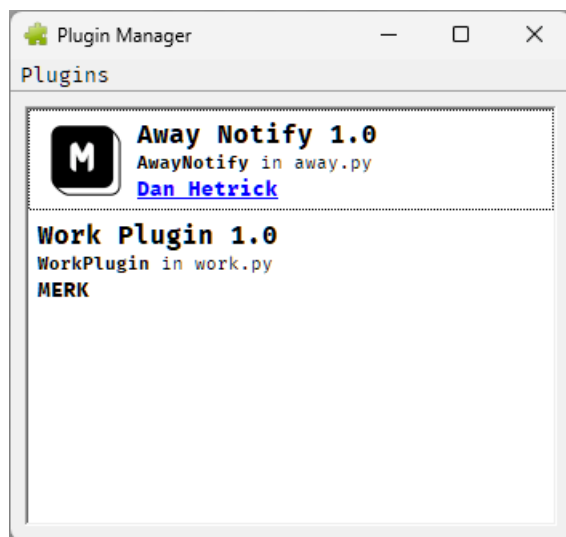 Plugin Manager
Plugins
M
Away Notify 1.0
AwayNotify in away.py
Dan Hetrick
Work Plugin 1.0
WorkPlugin in work.py
MERK